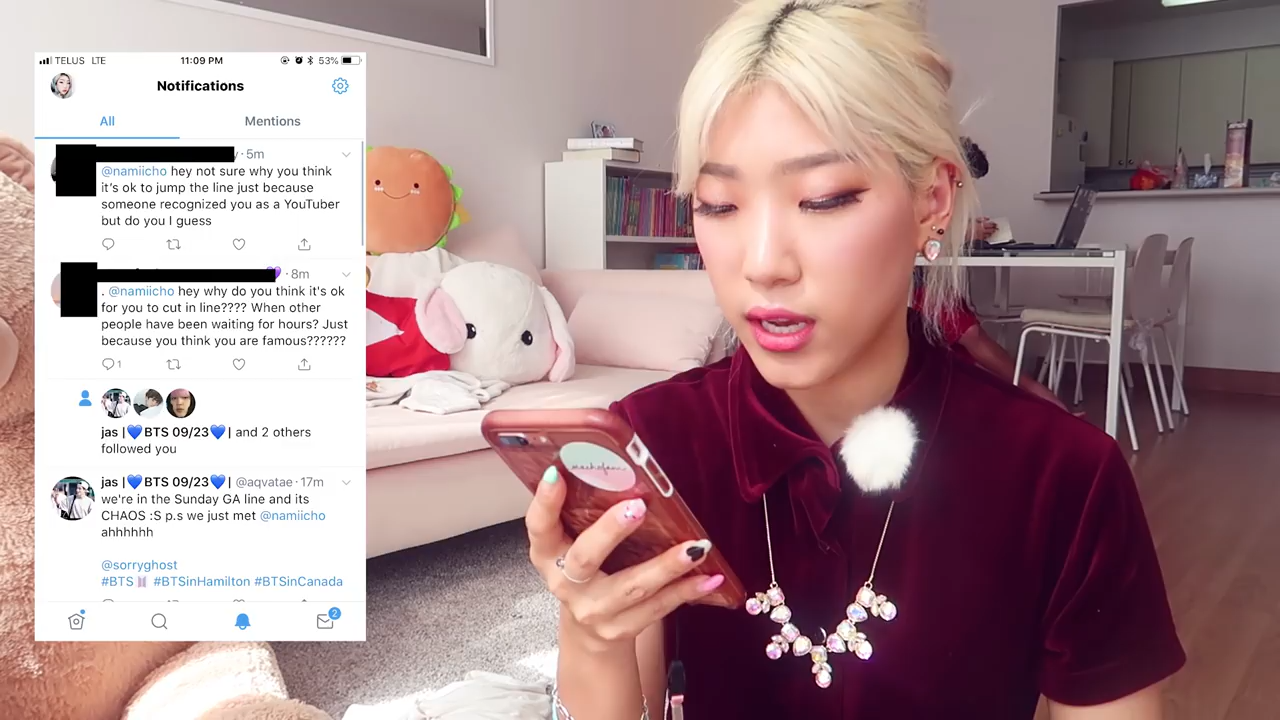 TELUS LTE 11:09 PM 53%
Notifications
All Mentions
y · 5m
@namiicho hey not sure why you think
it's ok to jump the line just because
someone recognized you as a YouTuber
but do you I guess
💜 · 8m
. @namiicho hey why do you think it's ok
for you to cut in line???? When other
people have been waiting for hours? Just
because you think you are famous??????
1
jas |💙BTS 09/23💙| and 2 others
followed you
jas |💙BTS 09/23💙| @aqvatae · 17m
we're in the Sunday GA line and its
CHAOS :S p.s we just met @namiicho
ahhhhhh
@sorryghost
#BTS #BTSinHamilton #BTSinCanada
2